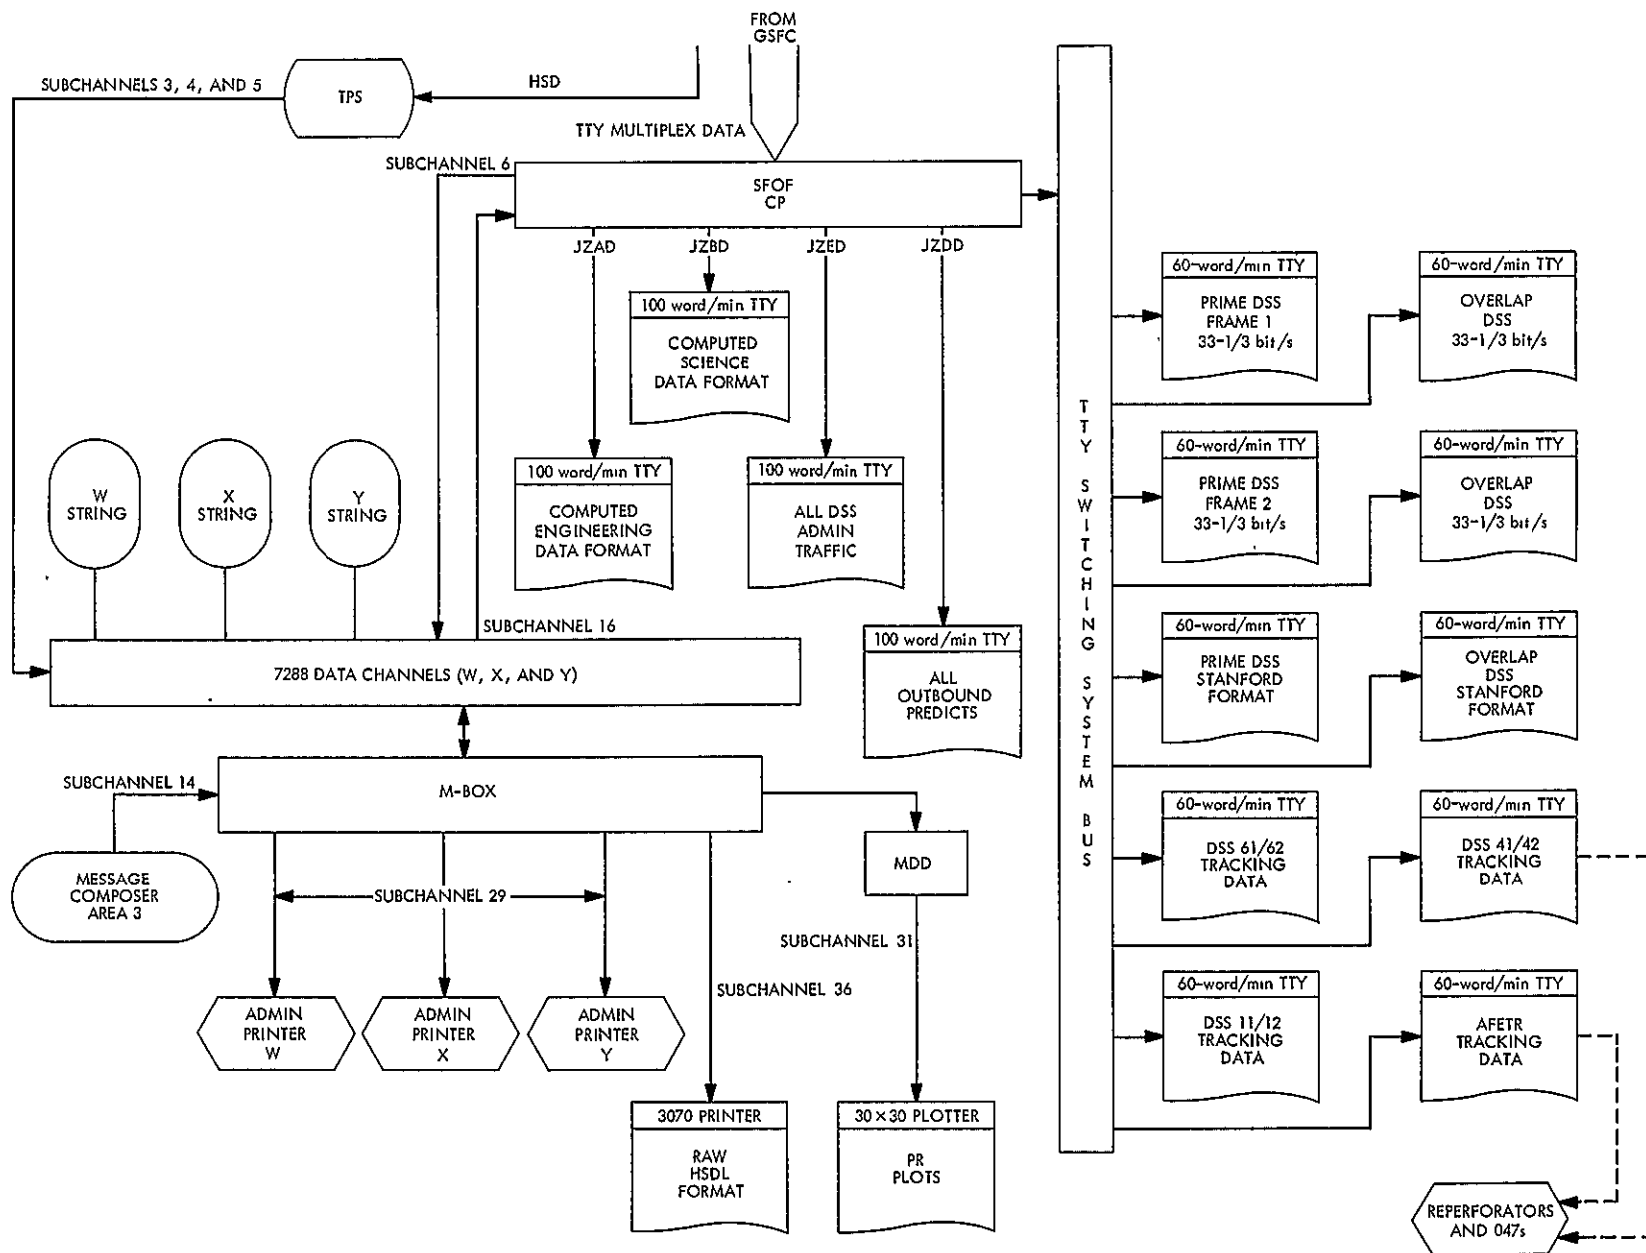 FROM
GSFC
SUBCHANNELS 3, 4, AND 5
TPS
HSD
TTY MULTIPLEX DATA
SUBCHANNEL 6
SFOF
CP
JZAD
JZBD
JZED
JZDD
100 word/min TTY
COMPUTED
SCIENCE
DATA FORMAT
100 word/min TTY
COMPUTED
ENGINEERING
DATA FORMAT
100 word/min TTY
ALL DSS
ADMIN
TRAFFIC
100 word/min TTY
ALL
OUTBOUND
PREDICTS
W
STRING
X
STRING
Y
STRING
SUBCHANNEL 16
7288 DATA CHANNELS (W, X, AND Y)
SUBCHANNEL 14
M-BOX
MESSAGE
COMPOSER
AREA 3
SUBCHANNEL 29
MDD
SUBCHANNEL 31
SUBCHANNEL 36
ADMIN
PRINTER
W
ADMIN
PRINTER
X
ADMIN
PRINTER
Y
3070 PRINTER
RAW
HSDL
FORMAT
30 × 30 PLOTTER
PR
PLOTS
TTY SWITCHING SYSTEM BUS
60-word/min TTY
PRIME DSS
FRAME 1
33-1/3 bit/s
60-word/min TTY
OVERLAP
DSS
33-1/3 bit/s
60-word/min TTY
PRIME DSS
FRAME 2
33-1/3 bit/s
60-word/min TTY
OVERLAP
DSS
33-1/3 bit/s
60-word/min TTY
PRIME DSS
STANFORD
FORMAT
60-word/min TTY
OVERLAP
DSS
STANFORD
FORMAT
60-word/min TTY
DSS 61/62
TRACKING
DATA
60-word/min TTY
DSS 41/42
TRACKING
DATA
60-word/min TTY
DSS 11/12
TRACKING
DATA
60-word/min TTY
AFETR
TRACKING
DATA
REPERFORATORS
AND 047s